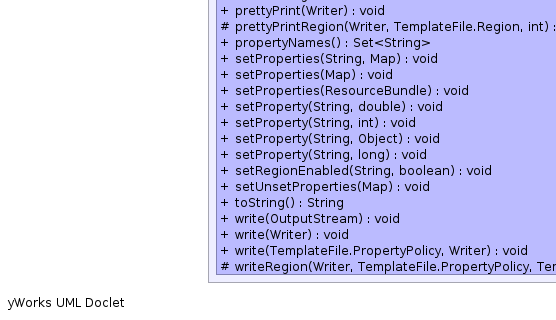 + prettyPrint(Writer) : void
# prettyPrintRegion(Writer, TemplateFile.Region, int) :
+ propertyNames() : Set<String>
+ setProperties(String, Map) : void
+ setProperties(Map) : void
+ setProperties(ResourceBundle) : void
+ setProperty(String, double) : void
+ setProperty(String, int) : void
+ setProperty(String, Object) : void
+ setProperty(String, long) : void
+ setRegionEnabled(String, boolean) : void
+ setUnsetProperties(Map) : void
+ toString() : String
+ write(OutputStream) : void
+ write(Writer) : void
+ write(TemplateFile.PropertyPolicy, Writer) : void
# writeRegion(Writer, TemplateFile.PropertyPolicy, Tem
yWorks UML Doclet